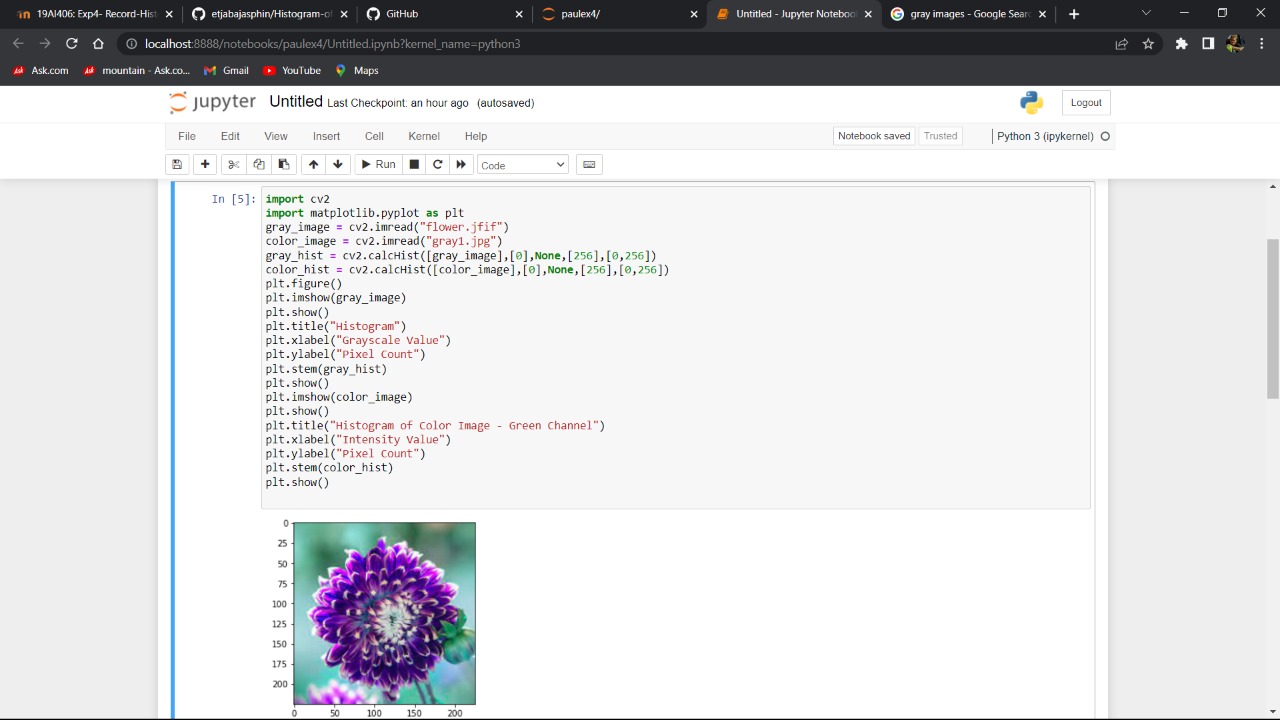 19AI406: Exp4- Record-Hist
etjabajasphin/Histogram-of
GitHub
paulex4/
Untitled - Jupyter Notebook
gray images - Google Searc
localhost:8888/notebooks/paulex4/Untitled.ipynb?kernel_name=python3
Ask.com
mountain - Ask.co...
Gmail
YouTube
Maps
jupyter Untitled Last Checkpoint: an hour ago (autosaved)
Logout
File Edit View Insert Cell Kernel Help
Notebook saved Trusted Python 3 (ipykernel)
Run Code
In [5]:
import cv2
import matplotlib.pyplot as plt
gray_image = cv2.imread("flower.jfif")
color_image = cv2.imread("gray1.jpg")
gray_hist = cv2.calcHist([gray_image],[0],None,[256],[0,256])
color_hist = cv2.calcHist([color_image],[0],None,[256],[0,256])
plt.figure()
plt.imshow(gray_image)
plt.show()
plt.title("Histogram")
plt.xlabel("Grayscale Value")
plt.ylabel("Pixel Count")
plt.stem(gray_hist)
plt.show()
plt.imshow(color_image)
plt.show()
plt.title("Histogram of Color Image - Green Channel")
plt.xlabel("Intensity Value")
plt.ylabel("Pixel Count")
plt.stem(color_hist)
plt.show()
0
25
50
75
100
125
150
175
200
0 50 100 150 200